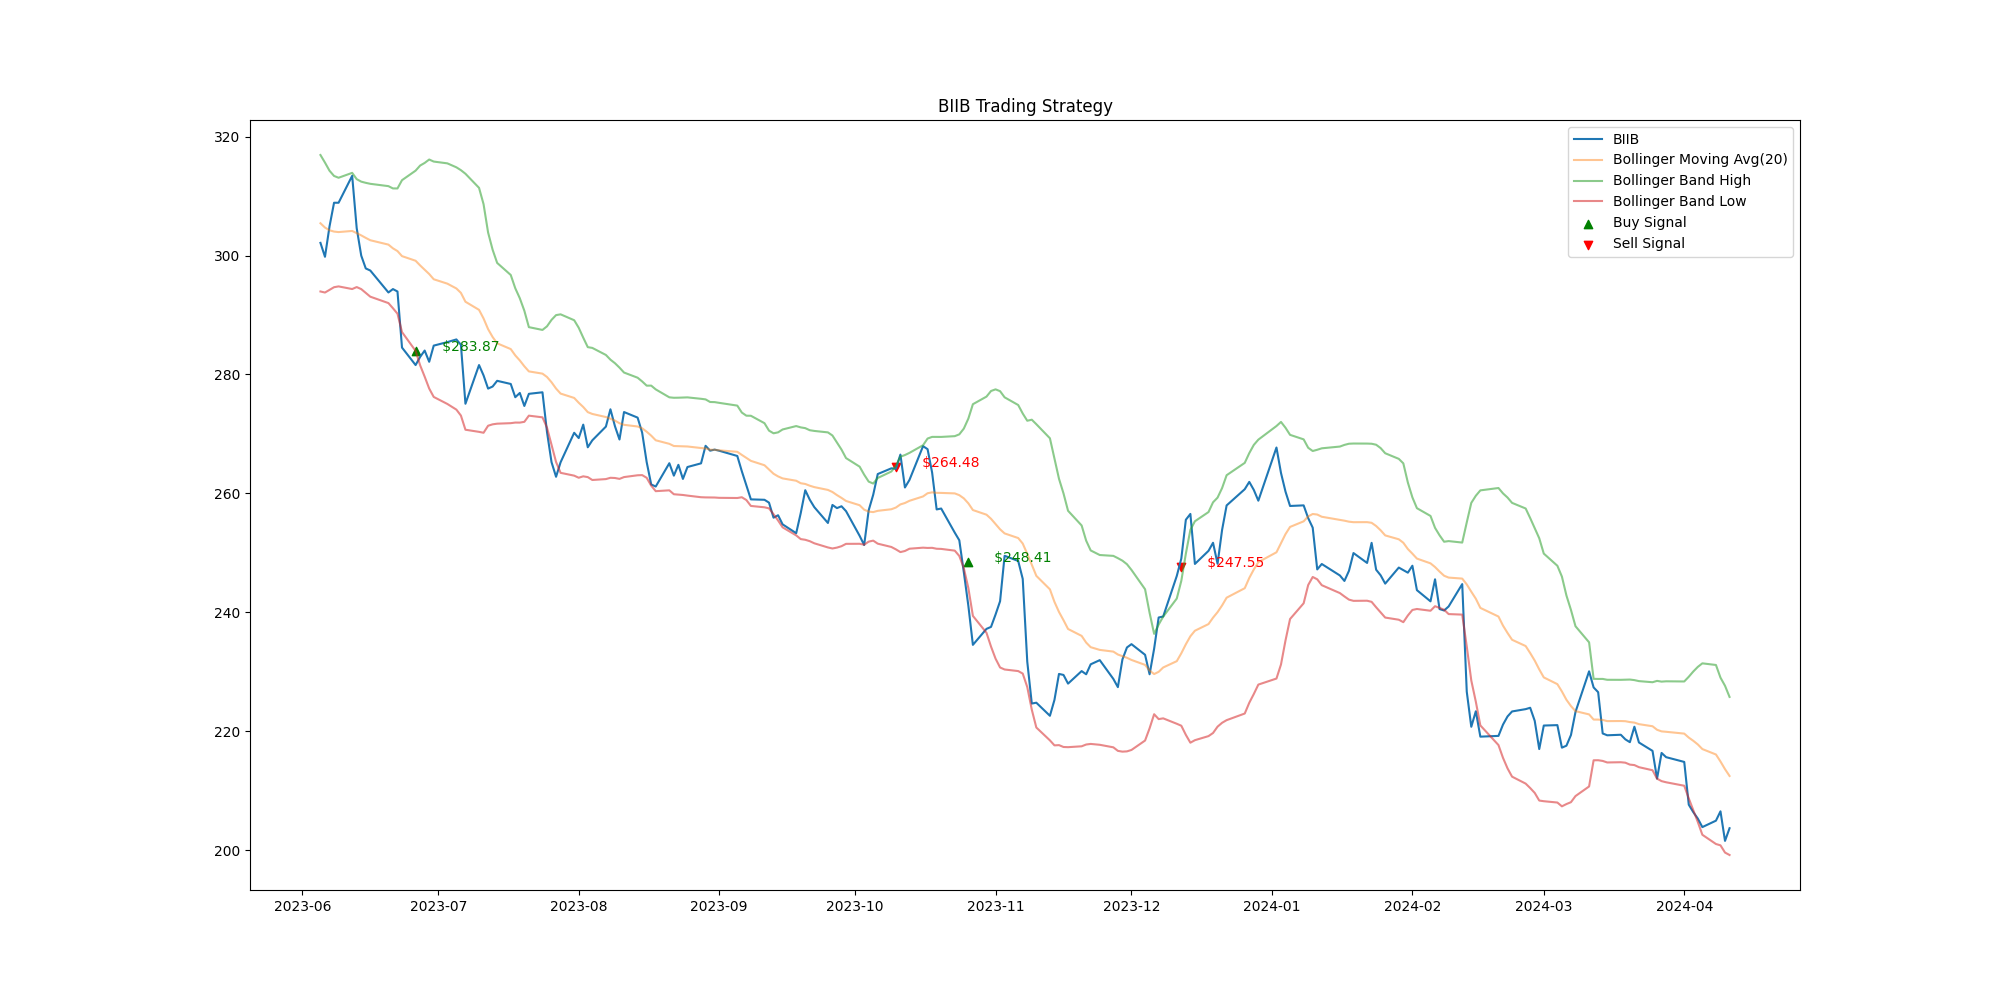 BIIB Trading Strategy
320
300
280
260
240
220
200
BIIB
Bollinger Moving Avg(20)
Bollinger Band High
Bollinger Band Low
Buy Signal
Sell Signal
$283.87
$264.48
$248.41
$247.55
2023-06 2023-07 2023-08 2023-09 2023-10 2023-11 2023-12 2024-01 2024-02 2024-03 2024-04